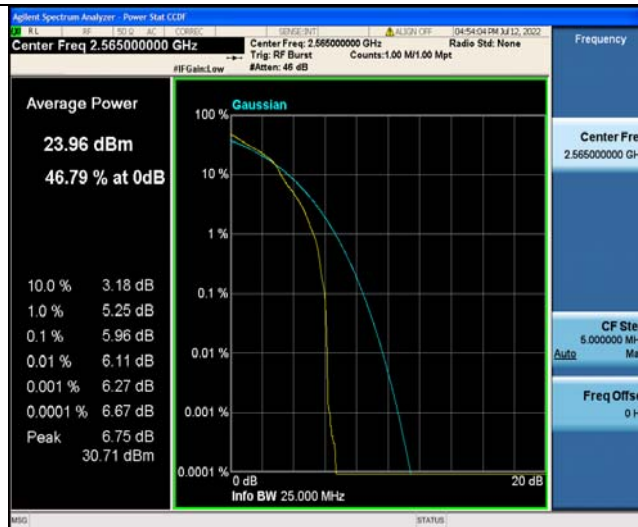 Agilent Spectrum Analyzer - Power Stat CCDF
RL RF 50 Ω AC CORREC SENSE:INT ALIGN OFF 04:54:04 PM Jul 12, 2022
Center Freq 2.565000000 GHz
Center Freq: 2.565000000 GHz
Radio Std: None
Trig: RF Burst
Counts:1.00 M/1.00 Mpt
#IFGain:Low
#Atten: 46 dB
Average Power
23.96 dBm
46.79 % at 0dB
10.0 % 3.18 dB
1.0 % 5.25 dB
0.1 % 5.96 dB
0.01 % 6.11 dB
0.001 % 6.27 dB
0.0001 % 6.67 dB
Peak 6.75 dB
30.71 dBm
Gaussian
100 %
10 %
1 %
0.1 %
0.01 %
0.001 %
0.0001 %
0 dB
20 dB
Info BW 25.000 MHz
Frequency
Center Fre
2.565000000 GH
CF Ste
5.000000 MH
Auto Ma
Freq Offse
0 H
MSG
STATUS